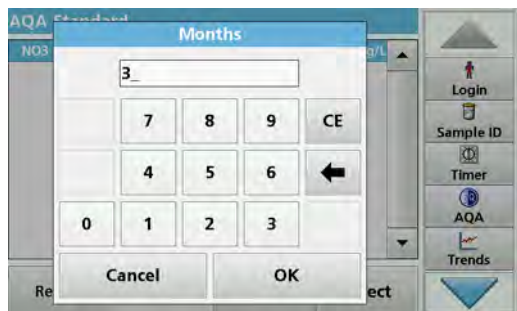 AQA Standard
Months
NO3
g/L
3_
7 8 9 CE
4 5 6
0 1 2 3
Cancel OK
Re
ect
Login
Sample ID
Timer
AQA
Trends